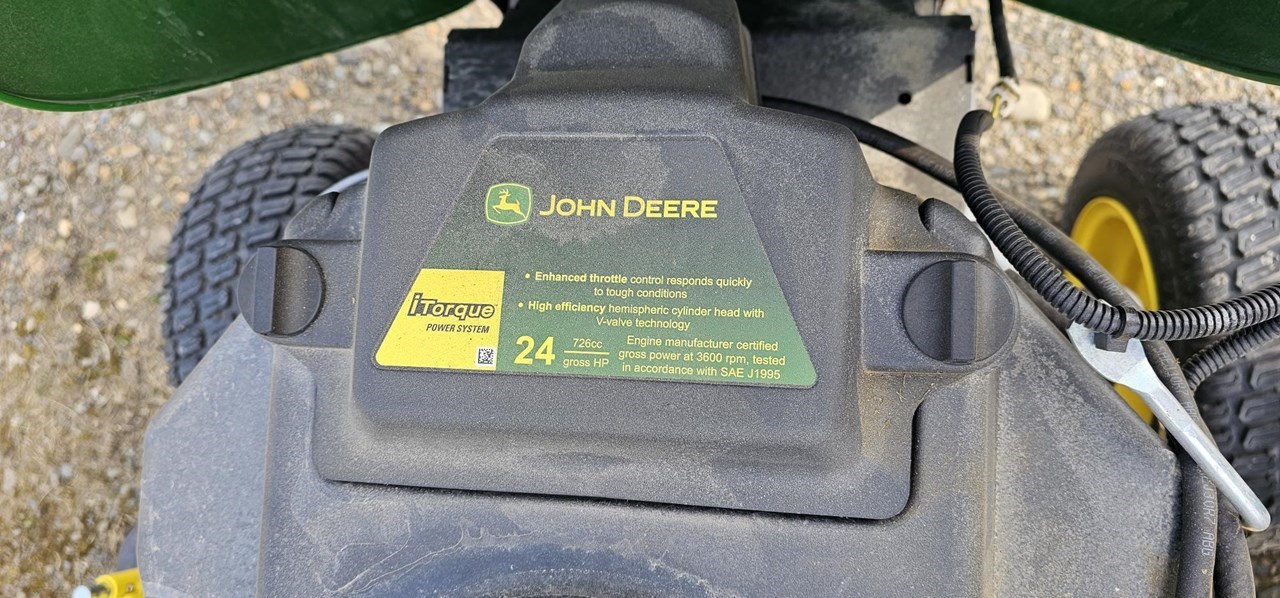 JOHN DEERE
• Enhanced throttle control responds quickly
to tough conditions
• High efficiency hemispheric cylinder head with
V-valve technology
iTorque
POWER SYSTEM
24
726cc
gross HP
Engine manufacturer certified
gross power at 3600 rpm, tested
in accordance with SAE J1995